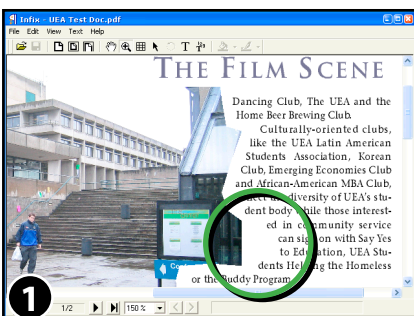 Infix - UEA Test Doc.pdf
File Edit View Text Help
THE FILM SCENE
Dancing Club, The UEA and the
Home Beer Brewing Club.
Culturally-oriented clubs,
like the UEA Latin American
Students Association, Korean
Club, Emerging Economies Club
and African-American MBA Club,
diversity of UEA's stu-
dent body while those interest-
ed in community service
can sign on with Say Yes
to Education, UEA Stu-
dents Helping the Homeless
or the Buddy Program
1
1/2
150 %